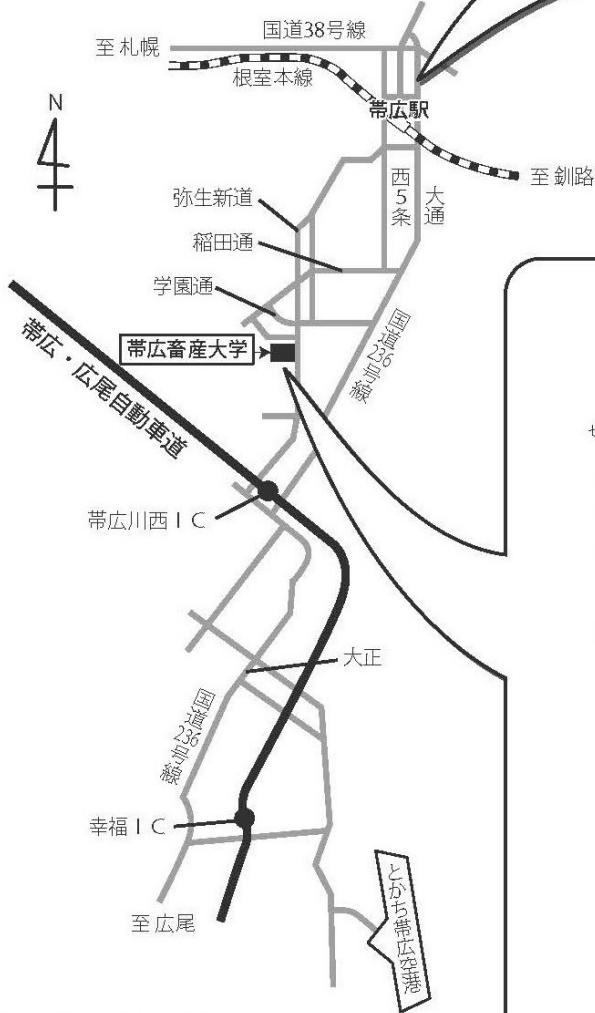 国道38号線
至 札幌
根室本線
N
帯広駅
至 釧路
西5条
大通
弥生新道
稲田通
学園通
国道236号線
帯広畜産大学
帯広・広尾自動車道
帯広川西ＩＣ
大正
国道236号線
幸福ＩＣ
とかち帯広空港
至 広尾